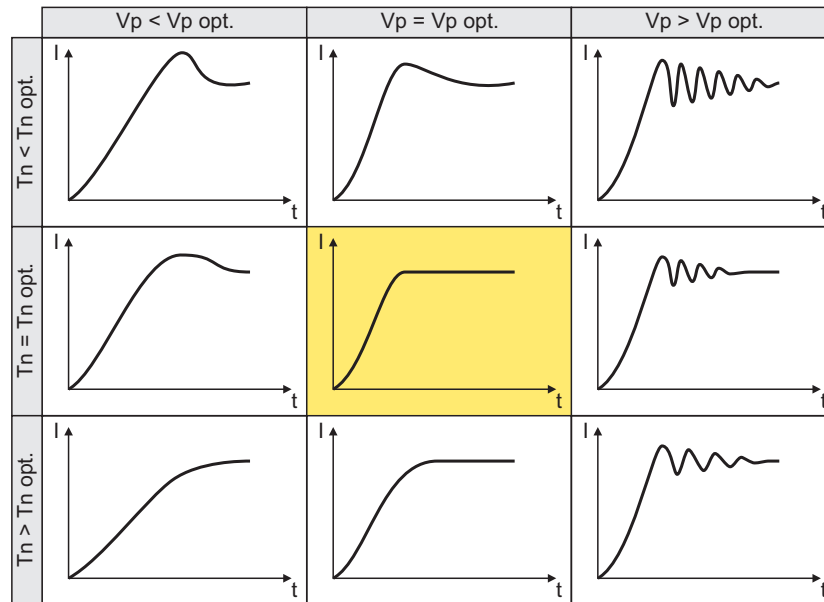 Vp < Vp opt.
Vp = Vp opt.
Vp > Vp opt.
Tn < Tn opt.
I
t
I
t
I
t
Tn = Tn opt.
I
t
I
t
I
t
Tn > Tn opt.
I
t
I
t
I
t